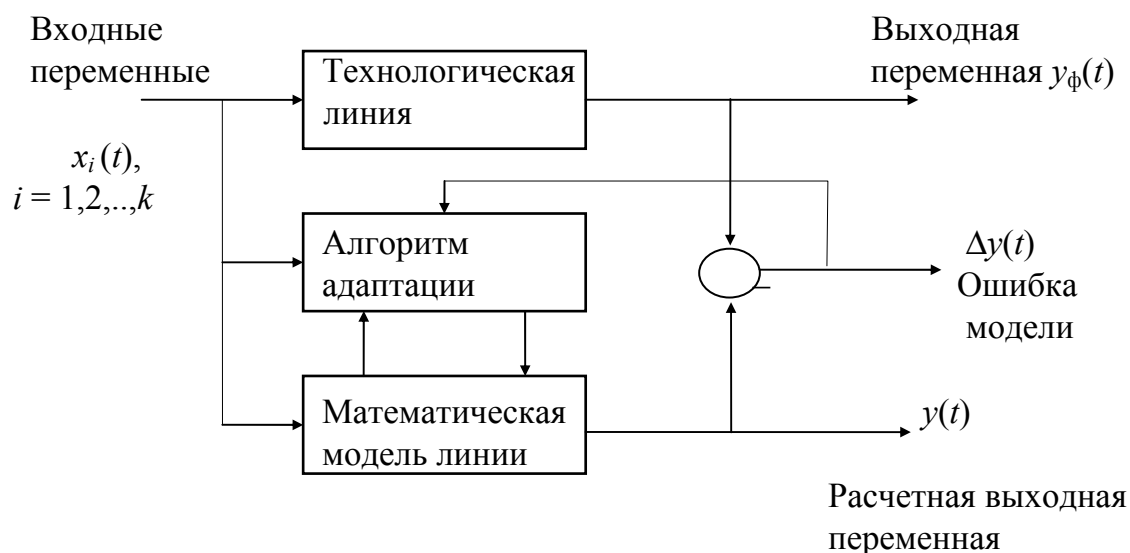 Входные
переменные
x_i (t),
i = 1,2,..,k
Технологическая
линия
Выходная
переменная y_ф(t)
Алгоритм
адаптации
Δy(t)
Ошибка
модели
Математическая
модель линии
y(t)
Расчетная выходная
переменная